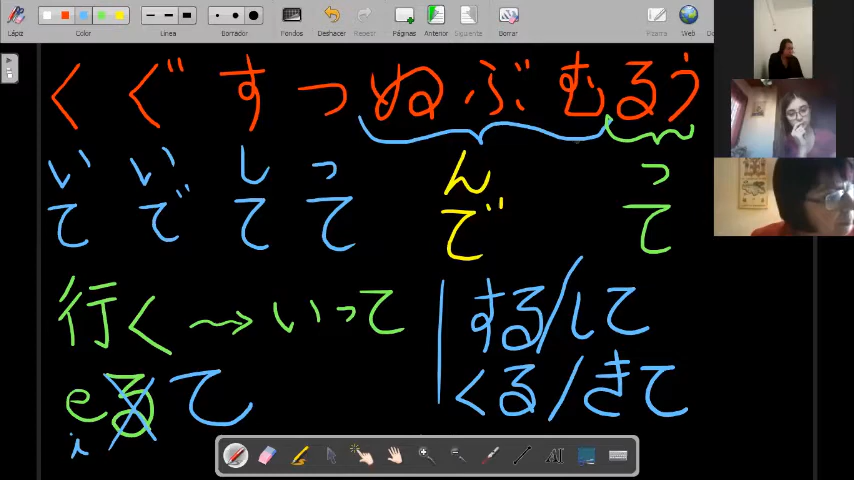 Lápiz Color Línea Borrador Fondos Deshacer Repetir Páginas Anterior Siguiente Borrar Pizarra Web Doc
く ぐ す つ ぬ ぶ む る う
い い し っ ん っ
て で て て で て
行く → いって する/して
eる て くる/きて
i